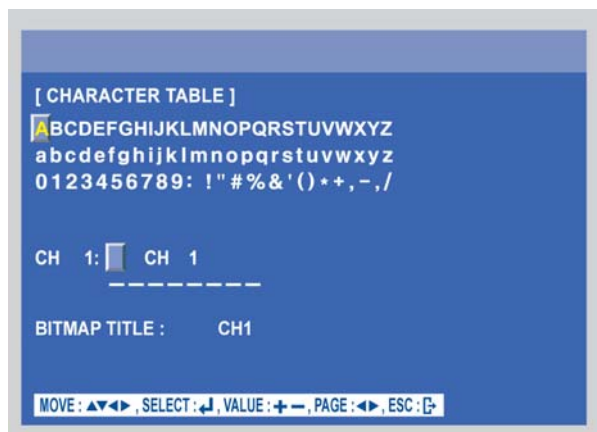 [ CHARACTER TABLE ]
ABCDEFGHIJKLMNOPQRSTUVWXYZ
abcdefghijklmnopqrstuvwxyz
0123456789: !"#%&'()*+,-,/
CH 1: CH 1
BITMAP TITLE : CH1
MOVE : ▲▼◀▶ , SELECT : ↵ , VALUE : + − , PAGE : ◀▶ , ESC :